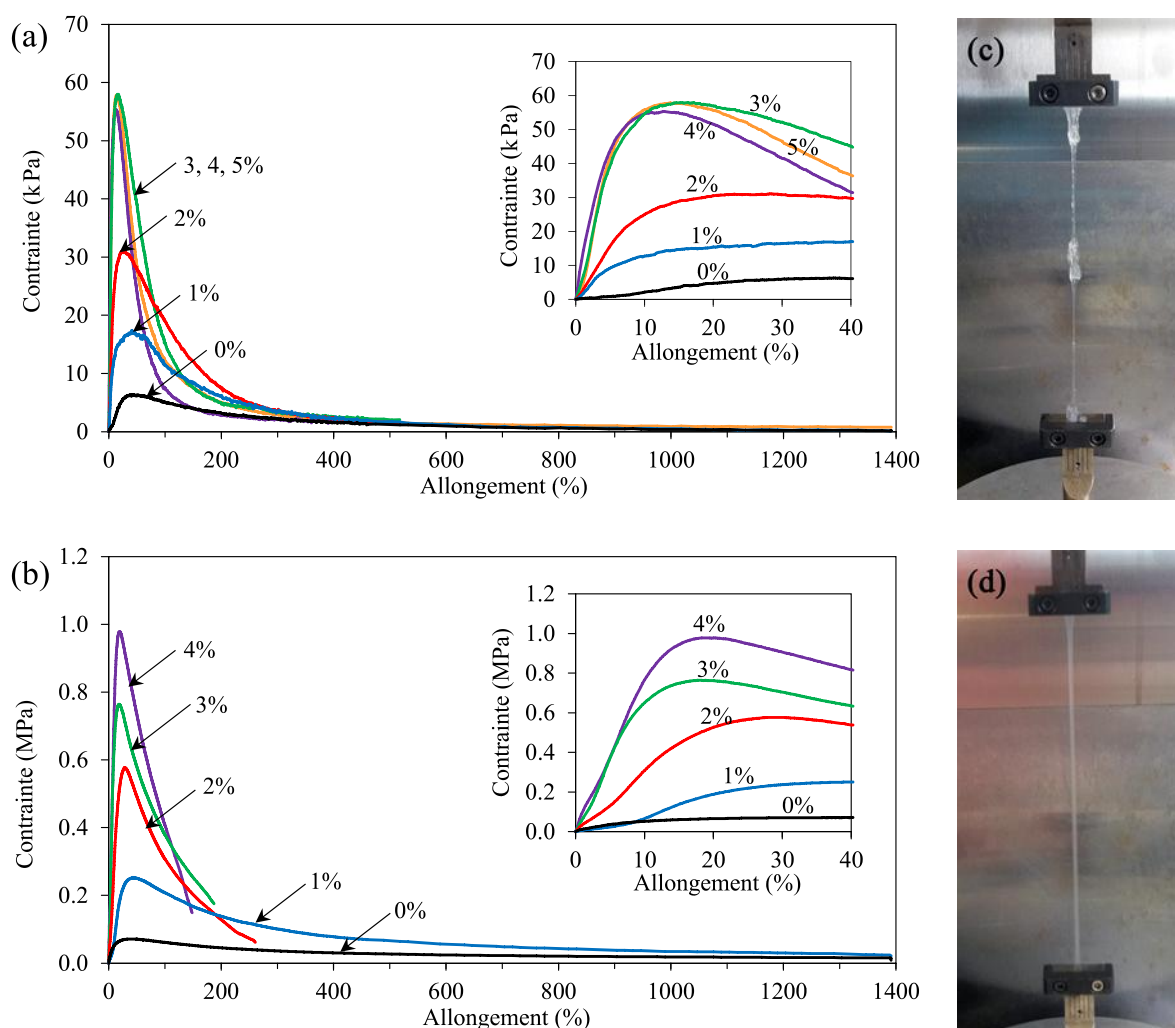 (a)
70
60
50
40
30
20
10
0
Contrainte (kPa)
0 200 400 600 800 1000 1200 1400
Allongement (%)
3, 4, 5%
2%
1%
0%
70
60
50
40
30
20
10
0
Contrainte (kPa)
3%
4%
5%
2%
1%
0%
0 10 20 30 40
Allongement (%)
(c)
(b)
1.2
1.0
0.8
0.6
0.4
0.2
0.0
Contrainte (MPa)
0 200 400 600 800 1000 1200 1400
Allongement (%)
4%
3%
2%
1%
0%
1.2
1.0
0.8
0.6
0.4
0.2
0.0
Contrainte (MPa)
4%
3%
2%
1%
0%
0 10 20 30 40
Allongement (%)
(d)